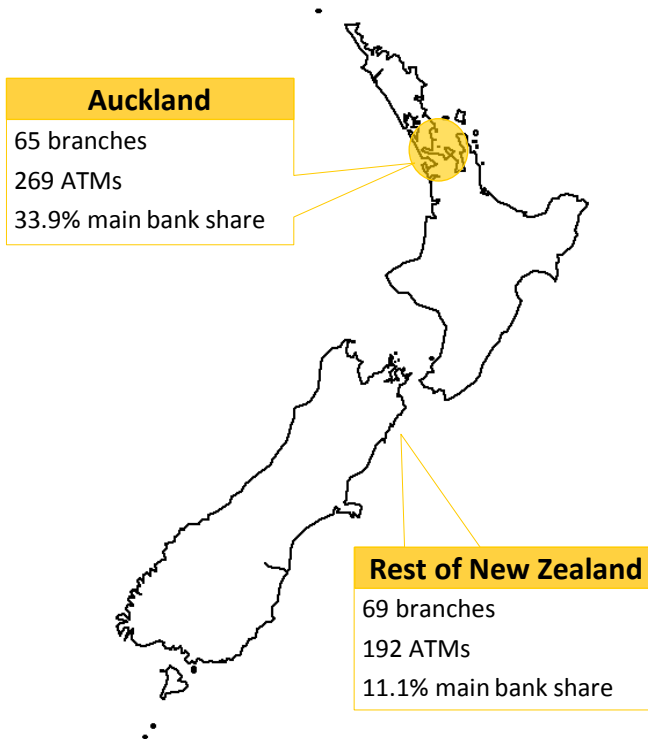 Auckland
65 branches
269 ATMs
33.9% main bank share
Rest of New Zealand
69 branches
192 ATMs
11.1% main bank share